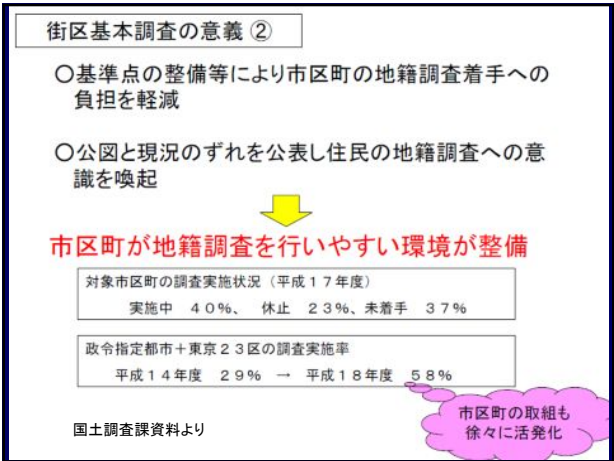 街区基本調査の意義 ②
〇基準点の整備等により市区町の地籍調査着手への
負担を軽減
〇公図と現況のずれを公表し住民の地籍調査への意
識を喚起
市区町が地籍調査を行いやすい環境が整備
対象市区町の調査実施状況（平成１７年度）
実施中　４０％、　休止　２３％、未着手　３７％
政令指定都市＋東京２３区の調査実施率
平成１４年度　２９％　→　平成１８年度　５８％
市区町の取組も
徐々に活発化
国土調査課資料より